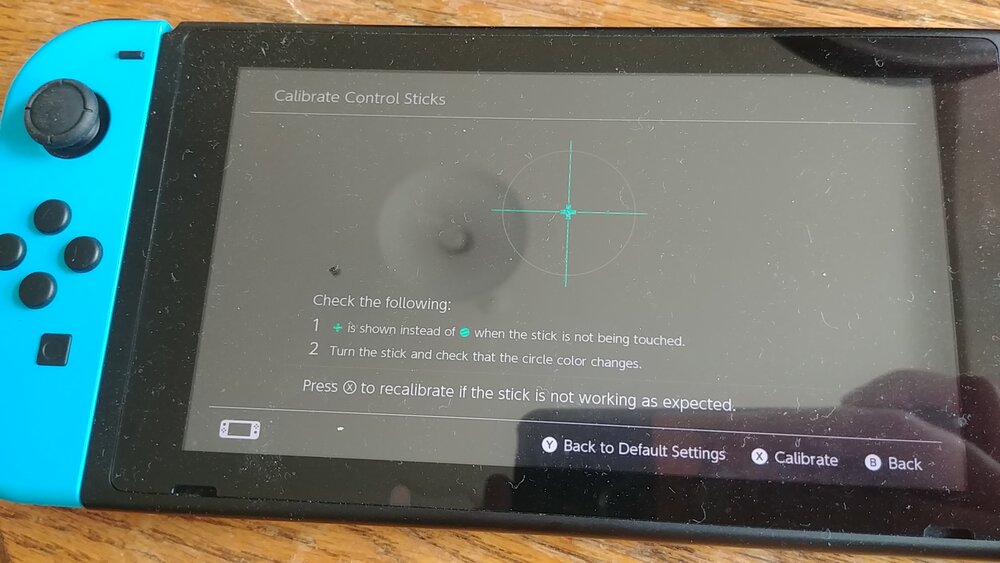 Calibrate Control Sticks
Check the following:
1 is shown instead of when the stick is not being touched.
2 Turn the stick and check that the circle color changes.
Press Ⓧ to recalibrate if the stick is not working as expected.
Ⓨ Back to Default Settings Ⓧ Calibrate Ⓑ Back